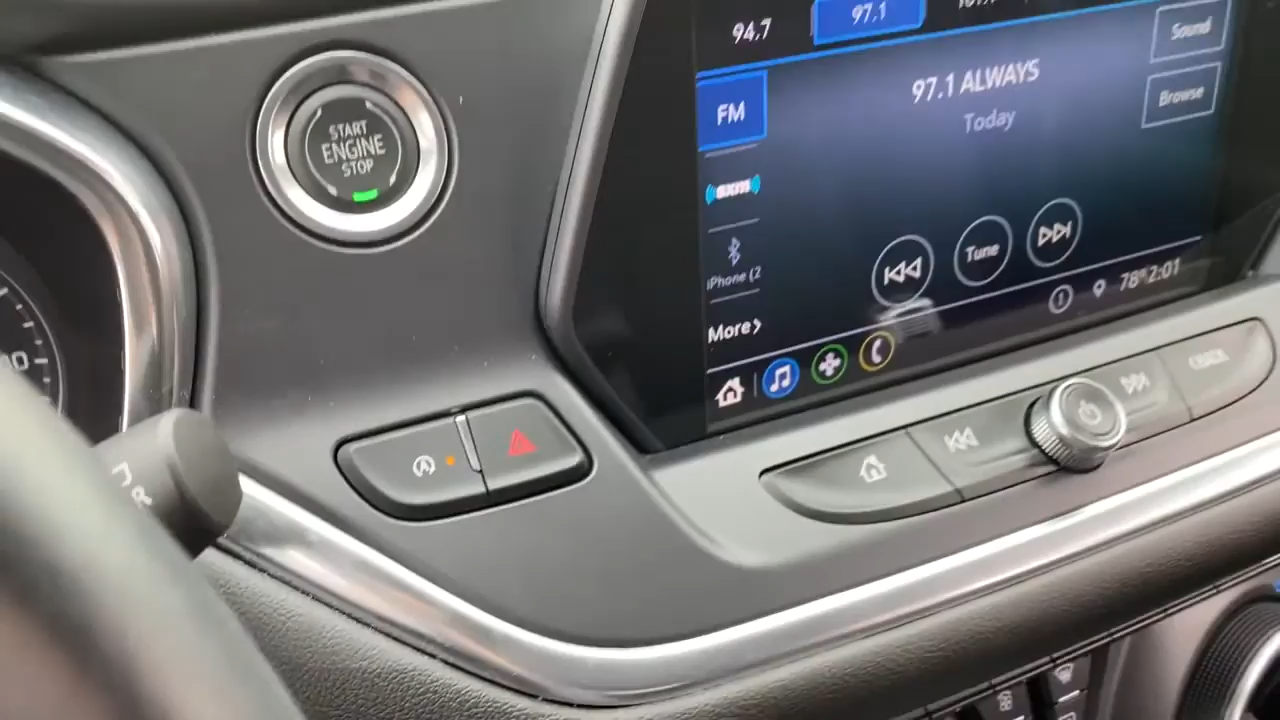 94.7
97.1
Sound
FM
97.1 ALWAYS
Browse
Today
START
ENGINE
STOP
(sxm)
Tune
iPhone (2
78° 2:01
More>
R